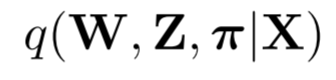 q(𝐖, 𝐙, 𝝅|𝐗)